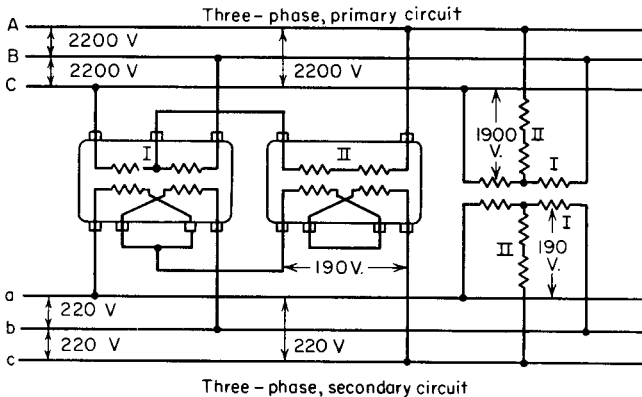 Three-phase, primary circuit
A
2200 V
B
2200 V
2200 V
C
I
II
1900 V.
II
I
I
II
190 V.
190V.
a
220 V
b
220 V
220 V
c
Three-phase, secondary circuit